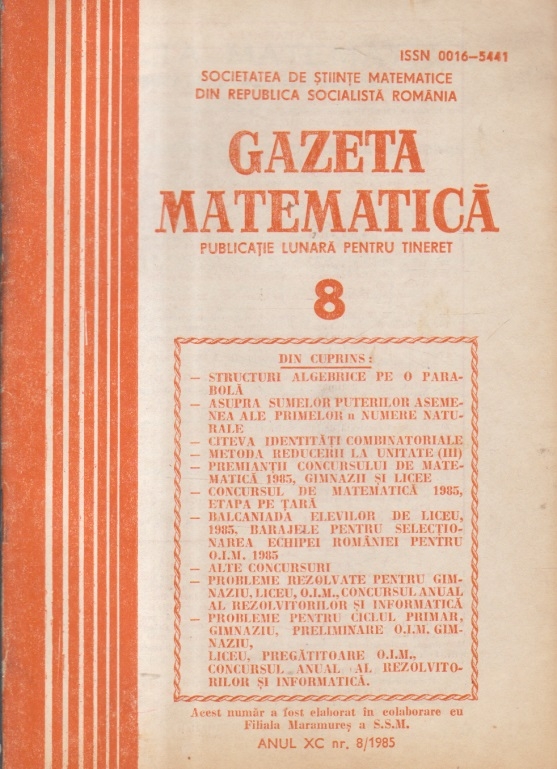 ISSN 0016-5441
SOCIETATEA DE ȘTIINȚE MATEMATICE
DIN REPUBLICA SOCIALISTĂ ROMÂNIA
GAZETA
MATEMATICĂ
PUBLICAȚIE LUNARĂ PENTRU TINERET
8
DIN CUPRINS:
— STRUCTURI ALGEBRICE PE O PARA-
BOLĂ
— ASUPRA SUMELOR PUTERILOR ASEME-
NEA ALE PRIMELOR n NUMERE NATU-
RALE
— CITEVA IDENTITĂȚI COMBINATORIALE
— METODA REDUCERII LA UNITATE (III)
— PREMIANȚII CONCURSULUI DE MATE-
MATICĂ 1985, GIMNAZII ȘI LICEE
— CONCURSUL DE MATEMATICĂ 1985,
ETAPA PE ȚARĂ
— BALCANIADA ELEVILOR DE LICEU,
1985, BARAJELE PENTRU SELECȚIO-
NAREA ECHIPEI ROMÂNIEI PENTRU
O.I.M. 1985
— ALTE CONCURSURI
— PROBLEME REZOLVATE PENTRU GIM-
NAZIU, LICEU, O.I.M., CONCURSUL ANUAL
AL REZOLVITORILOR ȘI INFORMATICĂ
— PROBLEME PENTRU CICLUL PRIMAR,
GIMNAZIU, PRELIMINARE O.I.M. GIM-
NAZIU,
LICEU, PREGĂTITOARE O.I.M.,
CONCURSUL ANUAL AL REZOLVITO-
RILOR ȘI INFORMATICĂ.
Acest număr a fost elaborat în colaborare cu
Filiala Maramureș a S.S.M.
ANUL XC nr. 8/1985